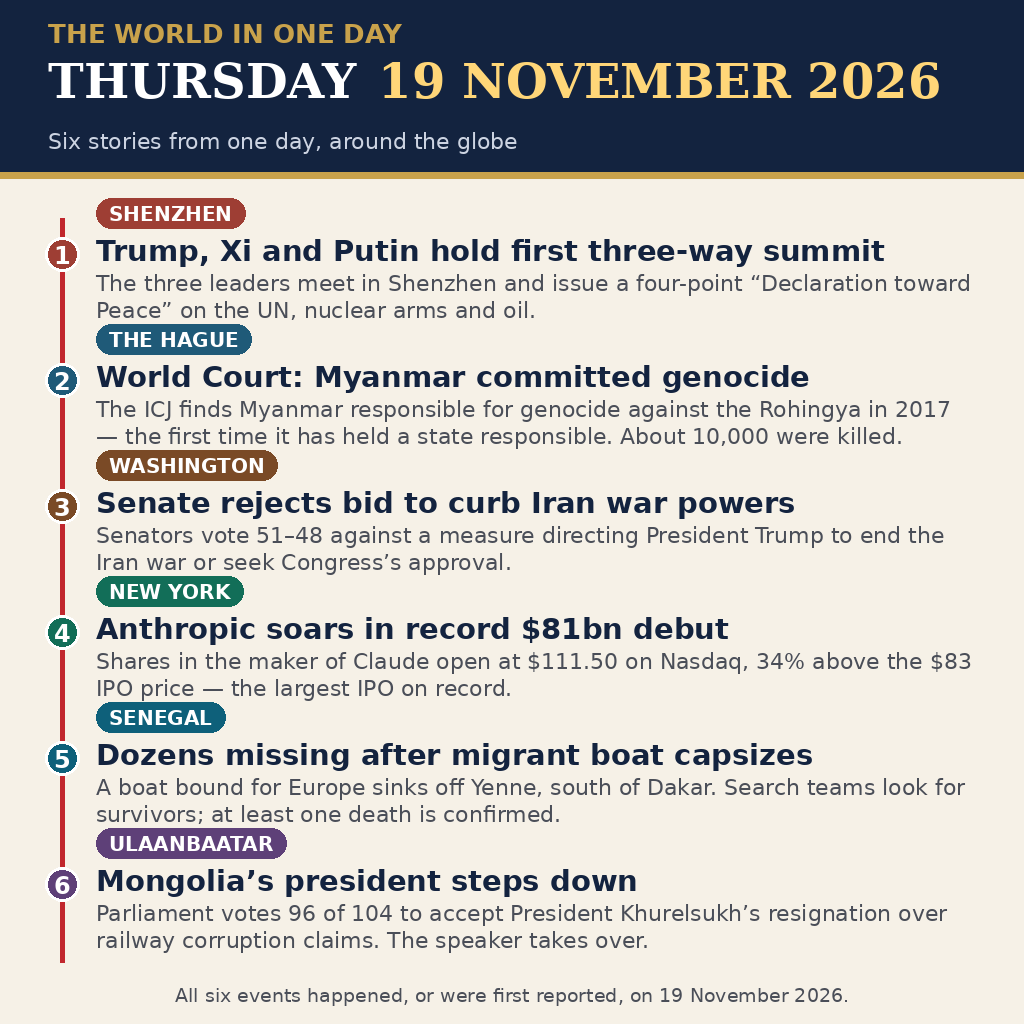 THE WORLD IN ONE DAY
THURSDAY 19 NOVEMBER 2026
Six stories from one day, around the globe
SHENZHEN
1
Trump, Xi and Putin hold first three-way summit
The three leaders meet in Shenzhen and issue a four-point “Declaration toward
Peace” on the UN, nuclear arms and oil.
THE HAGUE
2
World Court: Myanmar committed genocide
The ICJ finds Myanmar responsible for genocide against the Rohingya in 2017
— the first time it has held a state responsible. About 10,000 were killed.
WASHINGTON
3
Senate rejects bid to curb Iran war powers
Senators vote 51–48 against a measure directing President Trump to end the
Iran war or seek Congress’s approval.
NEW YORK
4
Anthropic soars in record $81bn debut
Shares in the maker of Claude open at $111.50 on Nasdaq, 34% above the $83
IPO price — the largest IPO on record.
SENEGAL
5
Dozens missing after migrant boat capsizes
A boat bound for Europe sinks off Yenne, south of Dakar. Search teams look for
survivors; at least one death is confirmed.
ULAANBAATAR
6
Mongolia’s president steps down
Parliament votes 96 of 104 to accept President Khurelsukh’s resignation over
railway corruption claims. The speaker takes over.
All six events happened, or were first reported, on 19 November 2026.